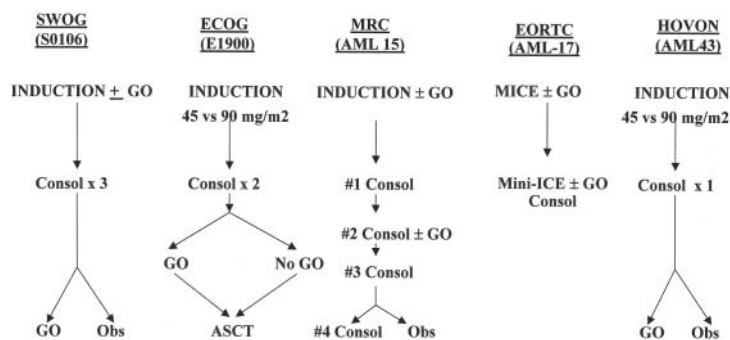 SWOG
(S0106)
INDUCTION ± GO
Consol x 3
GO
Obs
ECOG
(E1900)
INDUCTION
45 vs 90 mg/m2
Consol x 2
GO
No GO
ASCT
MRC
(AML 15)
INDUCTION ± GO
#1 Consol
#2 Consol ± GO
#3 Consol
#4 Consol
Obs
EORTC
(AML-17)
MICE ± GO
Mini-ICE ± GO
Consol
HOVON
(AML43)
INDUCTION
45 vs 90 mg/m2
Consol x 1
GO
Obs